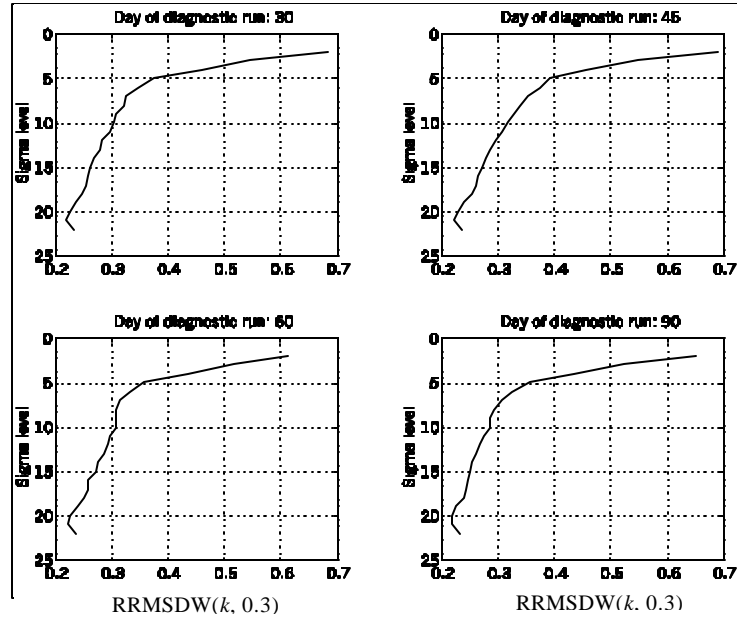 Day of diagnostic run: 30
0
5
10
15
20
25
Sigma level
0.2 0.3 0.4 0.5 0.6 0.7
Day of diagnostic run: 45
0
5
10
15
20
25
Sigma level
0.2 0.3 0.4 0.5 0.6 0.7
Day of diagnostic run: 60
0
5
10
15
20
25
Sigma level
0.2 0.3 0.4 0.5 0.6 0.7
RRMSDW(k, 0.3)
Day of diagnostic run: 90
0
5
10
15
20
25
Sigma level
0.2 0.3 0.4 0.5 0.6 0.7
RRMSDW(k, 0.3)